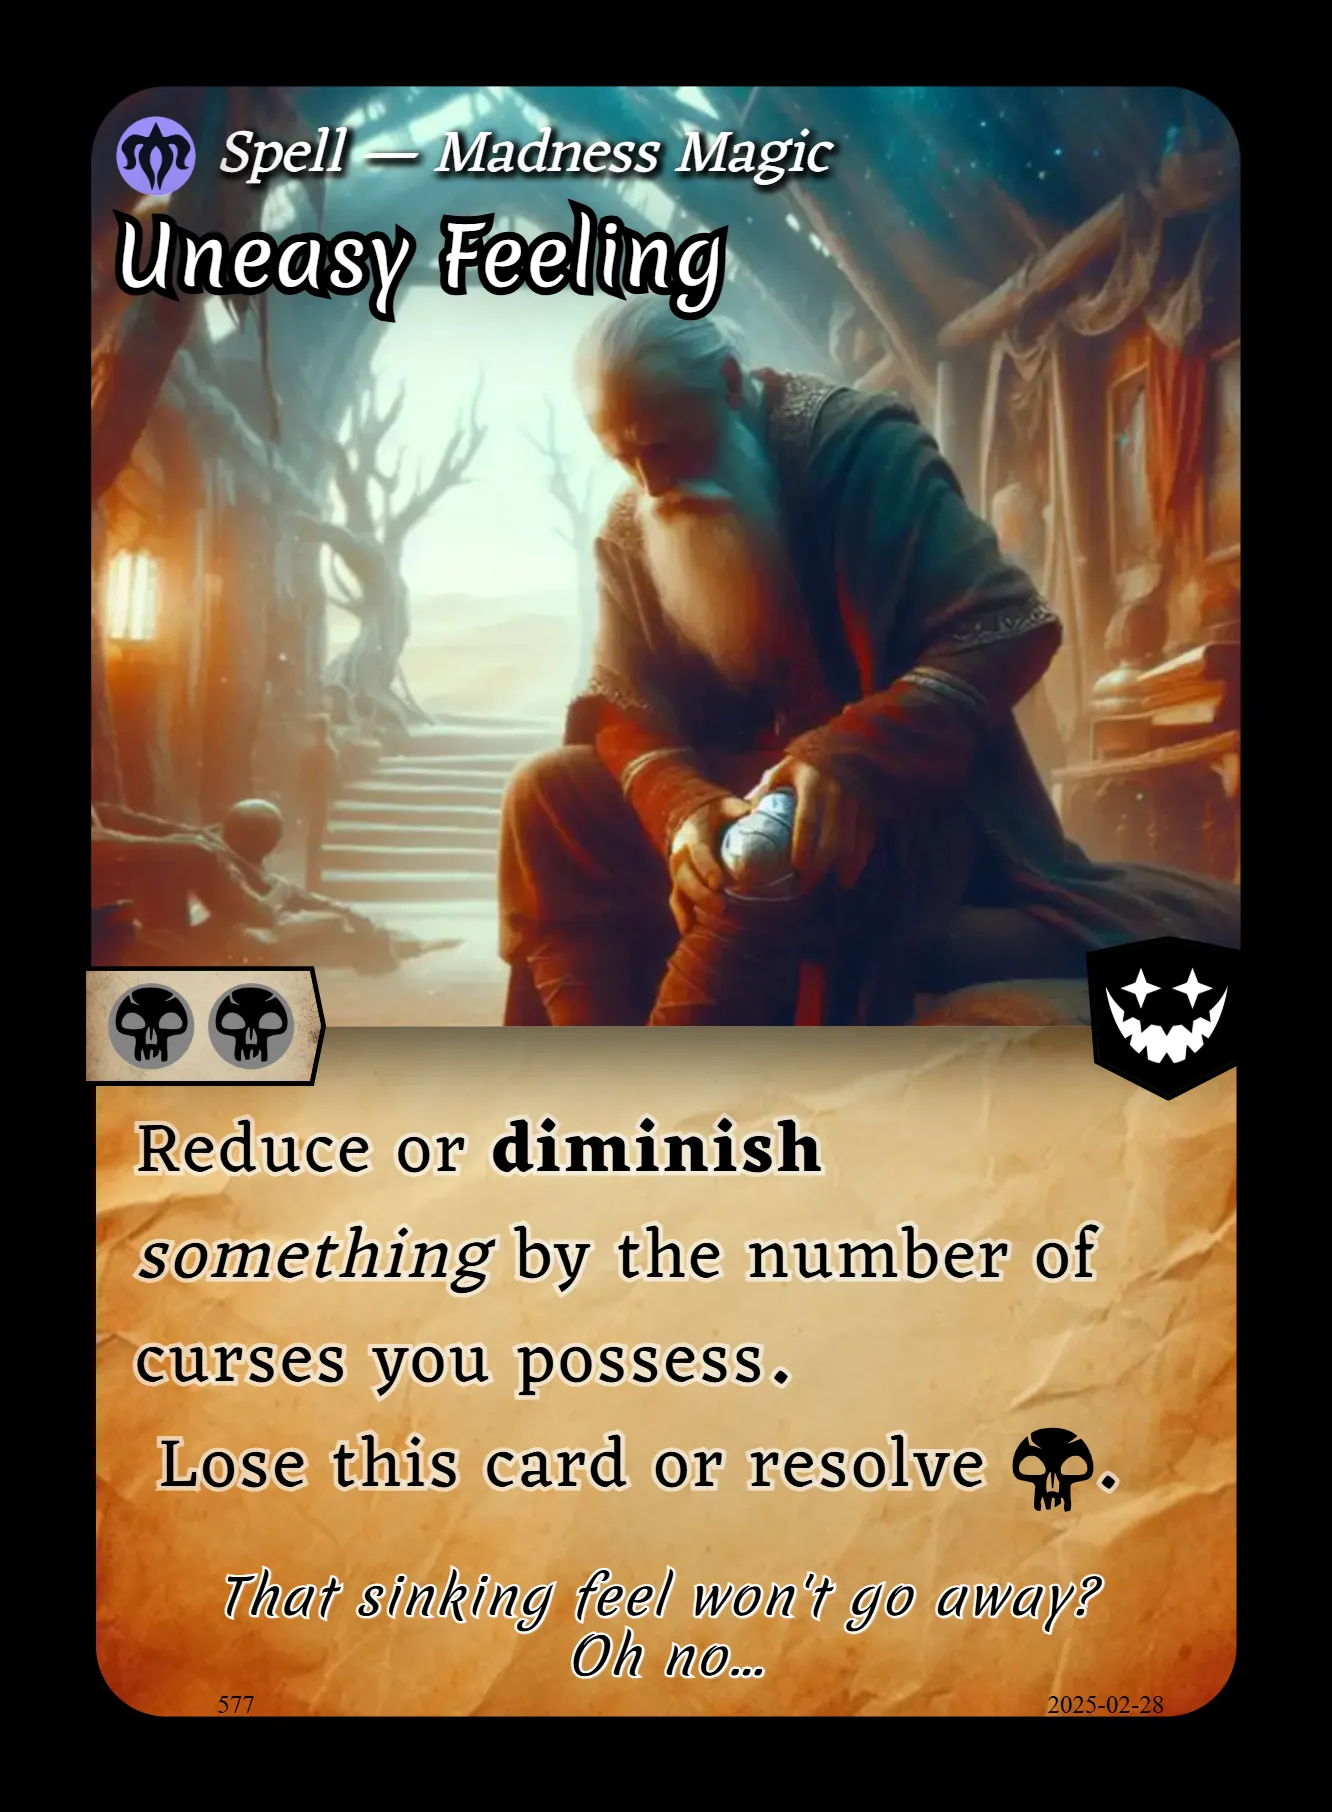 Spell — Madness Magic
Uneasy Feeling
Reduce or diminish
something by the number of
curses you possess.
Lose this card or resolve .
That sinking feel won't go away?
Oh no...
577
2025-02-28